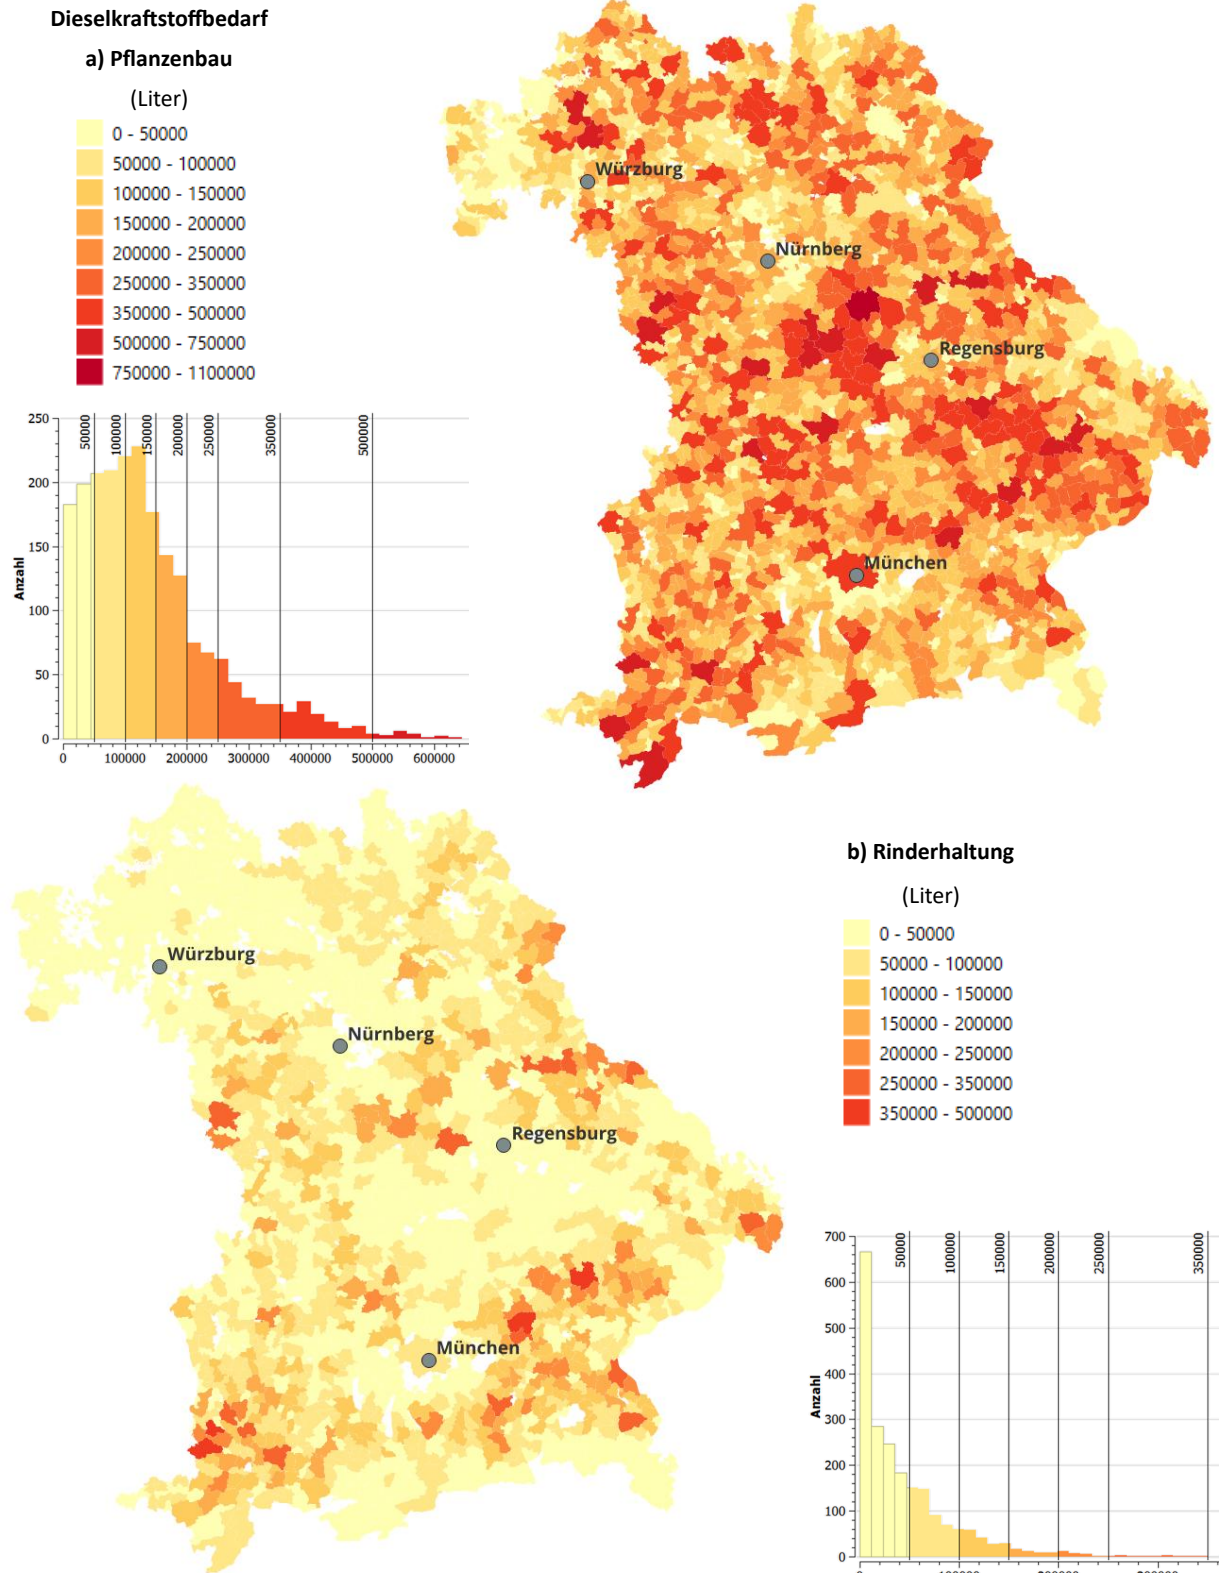 Dieselkraftstoffbedarf
a) Pflanzenbau
(Liter)
0 - 50000
50000 - 100000
100000 - 150000
150000 - 200000
200000 - 250000
250000 - 350000
350000 - 500000
500000 - 750000
750000 - 1100000
Würzburg
Nürnberg
Regensburg
München
250
200
150
100
50
0
Anzahl
50000
100000
150000
200000
250000
350000
500000
0
100000
200000
300000
400000
500000
600000
b) Rinderhaltung
(Liter)
0 - 50000
50000 - 100000
100000 - 150000
150000 - 200000
200000 - 250000
250000 - 350000
350000 - 500000
Würzburg
Nürnberg
Regensburg
München
700
600
500
400
300
200
100
0
Anzahl
50000
100000
150000
200000
250000
350000